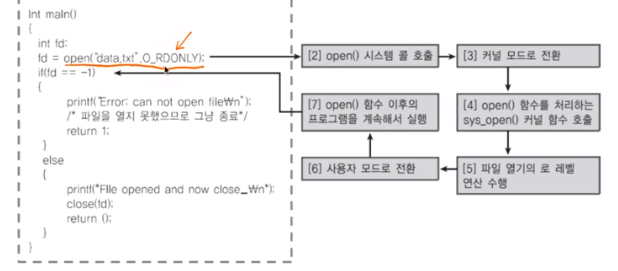 Int maln()
{
int fd;
fd = open("data,txt",O_RDONLY);
if(fd == -1)
{
printf("Error: can not open file₩n");
/* 파일을 열지 못했으므로 그냥 종료*/
return 1;
}
else
{
printf("FIle opened and now close_₩n");
close(fd);
return ();
}
}
[2] open() 시스템 콜 호출
[3] 커널 모드로 전환
[4] open() 함수를 처리하는
sys_open() 커널 함수 호출
[5] 파일 열기의 로 레벨
연산 수행
[6] 사용자 모드로 전환
[7] open() 함수 이후의
프로그램을 계속해서 실행